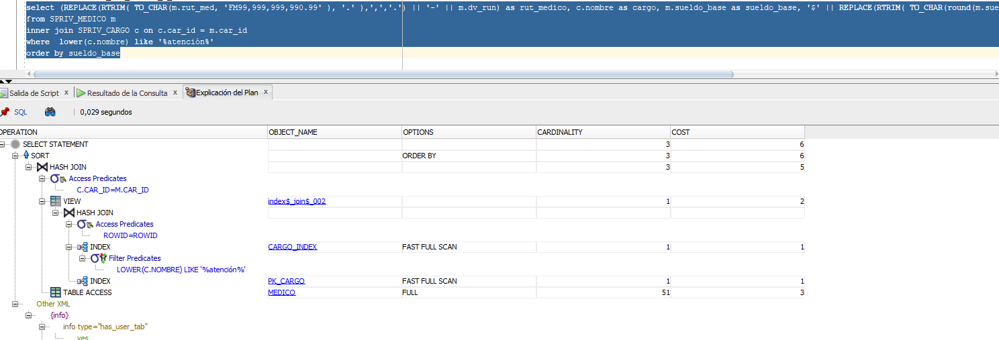 select (REPLACE(RTRIM( TO_CHAR(m.rut_med, 'FM99,999,999,990.99' ), '.' ),',','.') || '-' || m.dv_run) as rut_medico, c.nombre as cargo, m.sueldo_base as sueldo_base, '$' || REPLACE(RTRIM( TO_CHAR(round(m.sue
from SPRIV_MEDICO m
inner join SPRIV_CARGO c on c.car_id = m.car_id
where  lower(c.nombre) like '%atención%'
order by sueldo_base
Salida de Script x Resultado de la Consulta x Explicación del Plan x
SQL 0,029 segundos
OPERATION OBJECT_NAME OPTIONS CARDINALITY COST
SELECT STATEMENT 3 6
SORT ORDER BY 3 6
HASH JOIN 3 5
Access Predicates
C.CAR_ID=M.CAR_ID
VIEW index$_join$_002 1 2
HASH JOIN
Access Predicates
ROWID=ROWID
INDEX CARGO_INDEX FAST FULL SCAN 1 1
Filter Predicates
LOWER(C.NOMBRE) LIKE '%atención%'
INDEX PK_CARGO FAST FULL SCAN 1 1
TABLE ACCESS MEDICO FULL 51 3
Other XML
{info}
info type="has_user_tab"
yes